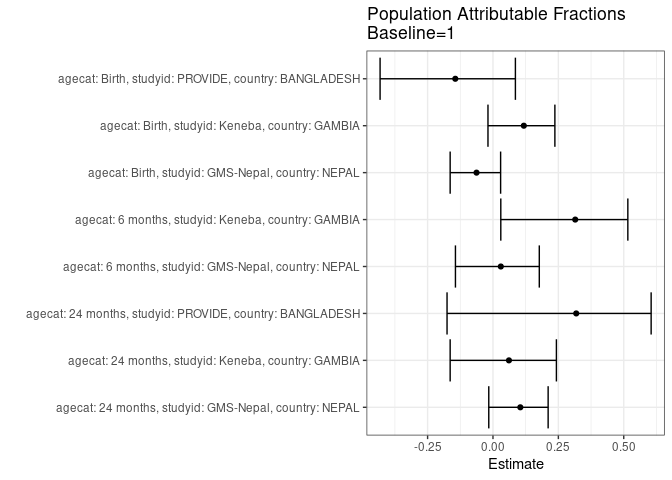 Population Attributable Fractions
Baseline=1
agecat: Birth, studyid: PROVIDE, country: BANGLADESH
agecat: Birth, studyid: Keneba, country: GAMBIA
agecat: Birth, studyid: GMS-Nepal, country: NEPAL
agecat: 6 months, studyid: Keneba, country: GAMBIA
agecat: 6 months, studyid: GMS-Nepal, country: NEPAL
agecat: 24 months, studyid: PROVIDE, country: BANGLADESH
agecat: 24 months, studyid: Keneba, country: GAMBIA
agecat: 24 months, studyid: GMS-Nepal, country: NEPAL
-0.25 0.00 0.25 0.50
Estimate